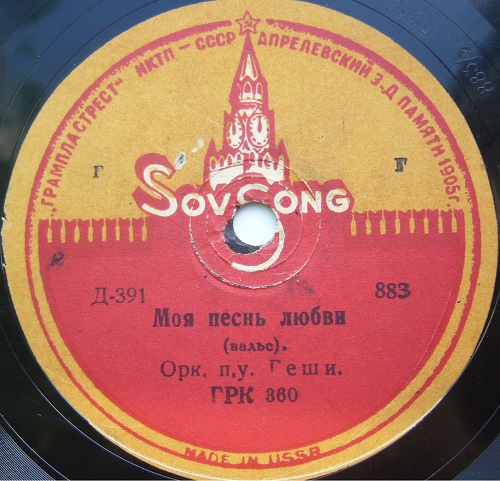 „ГРАМПЛАСТРЕСТ“ НКТП – СССР АПРЕЛЕВСКИЙ З-Д ПАМЯТИ 1905 г.
Г
Г
SOVSONG
Д-391
883
Моя песнь любви
(вальс).
Орк. п.у. Геши.
ГРК 360
MADE IN USSR